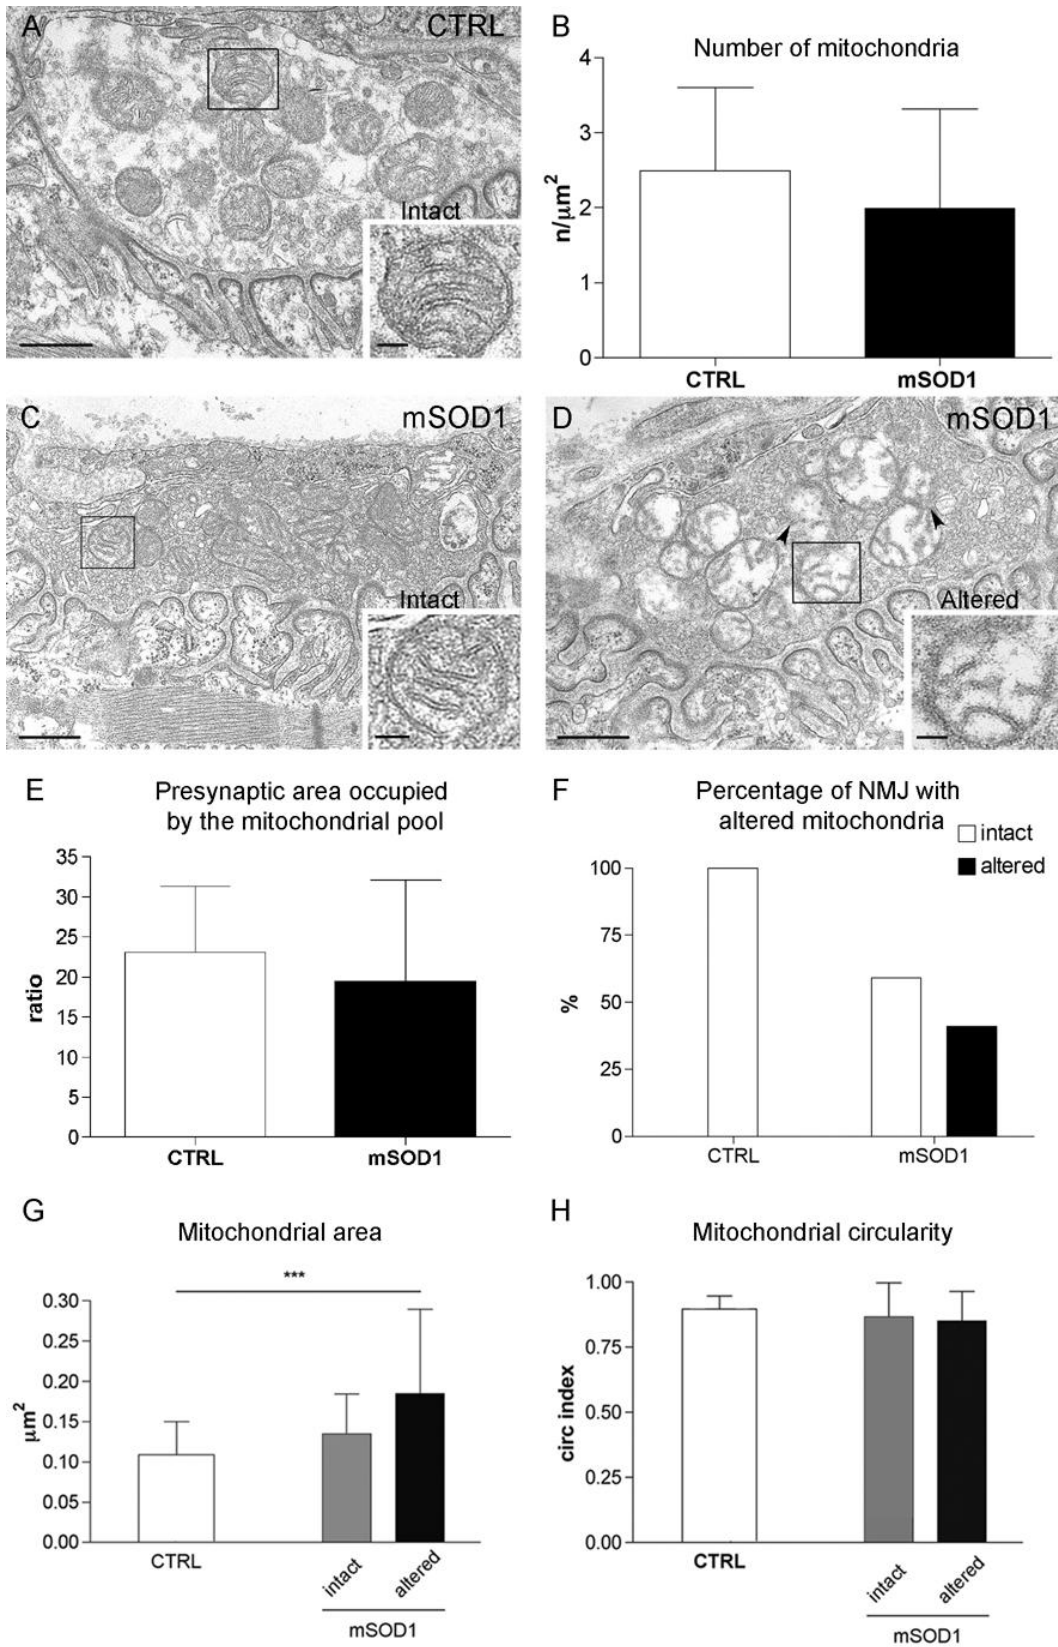 A
CTRL
Intact
B
Number of mitochondria
n/µm²
4
3
2
1
0
CTRL
mSOD1
C
mSOD1
Intact
D
mSOD1
Altered
E
Presynaptic area occupied
by the mitochondrial pool
ratio
35
30
25
20
15
10
5
0
CTRL
mSOD1
F
Percentage of NMJ with
altered mitochondria
intact
altered
%
100
75
50
25
0
CTRL
mSOD1
G
Mitochondrial area
***
µm²
0.30
0.25
0.20
0.15
0.10
0.05
0.00
CTRL
intact
altered
mSOD1
H
Mitochondrial circularity
circ index
1.00
0.75
0.50
0.25
0.00
CTRL
intact
altered
mSOD1